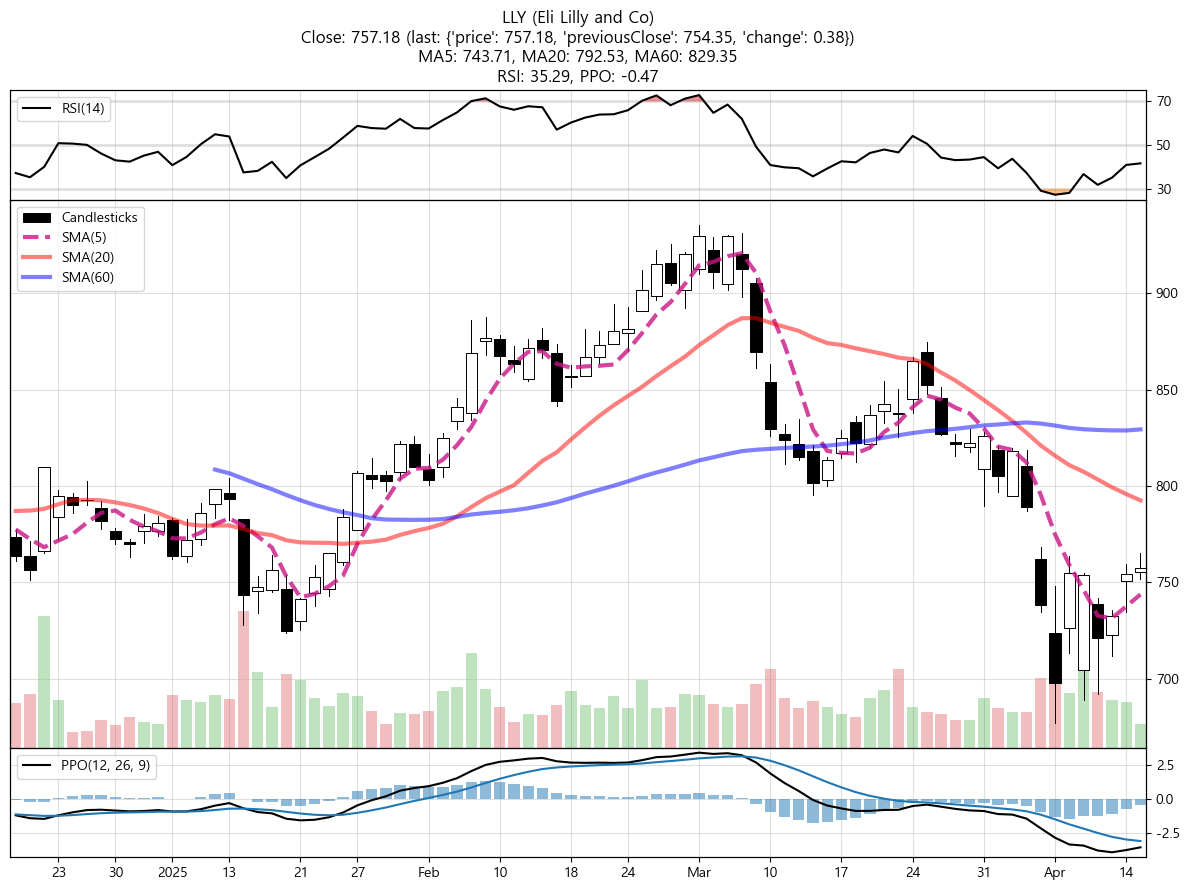 LLY (Eli Lilly and Co)
Close: 757.18 (last: {'price': 757.18, 'previousClose': 754.35, 'change': 0.38})
MA5: 743.71, MA20: 792.53, MA60: 829.35
RSI: 35.29, PPO: -0.47
RSI(14)
70
50
30
Candlesticks
SMA(5)
SMA(20)
SMA(60)
900
850
800
750
700
PPO(12, 26, 9)
2.5
0.0
-2.5
23 30 2025 13 21 27 Feb 10 18 24 Mar 10 17 24 31 Apr 14